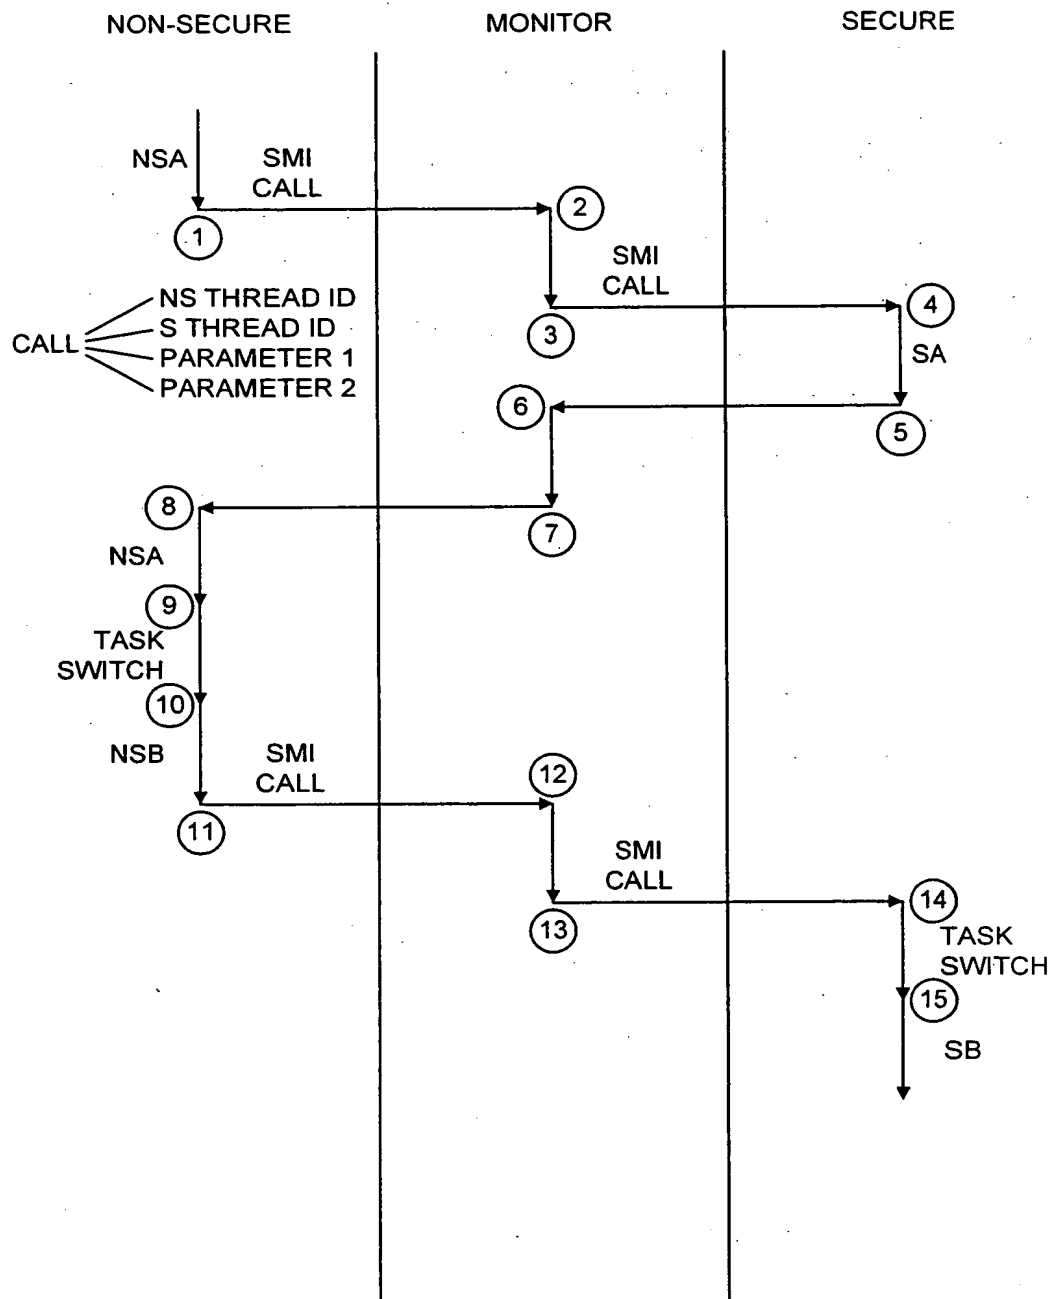 NON-SECURE
MONITOR
SECURE
NSA
SMI
CALL
1
2
SMI
CALL
3
4
SA
CALL
NS THREAD ID
S THREAD ID
PARAMETER 1
PARAMETER 2
5
6
7
8
NSA
9
TASK
SWITCH
10
NSB
SMI
CALL
11
12
SMI
CALL
13
14
TASK
SWITCH
15
SB